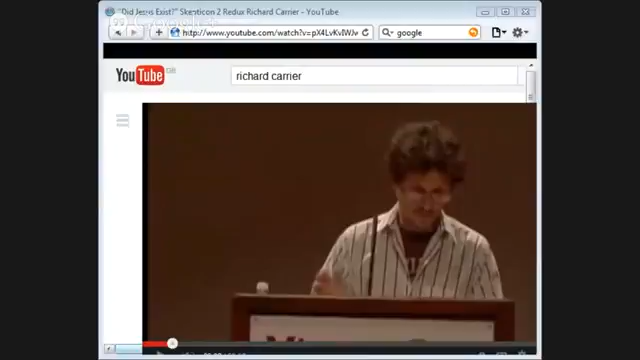 "Did Jesus Exist?" Skepticon 2 Redux Richard Carrier - YouTube
http://www.youtube.com/watch?v=pX4LvKvIWJv
google
YouTube GB
richard carrier